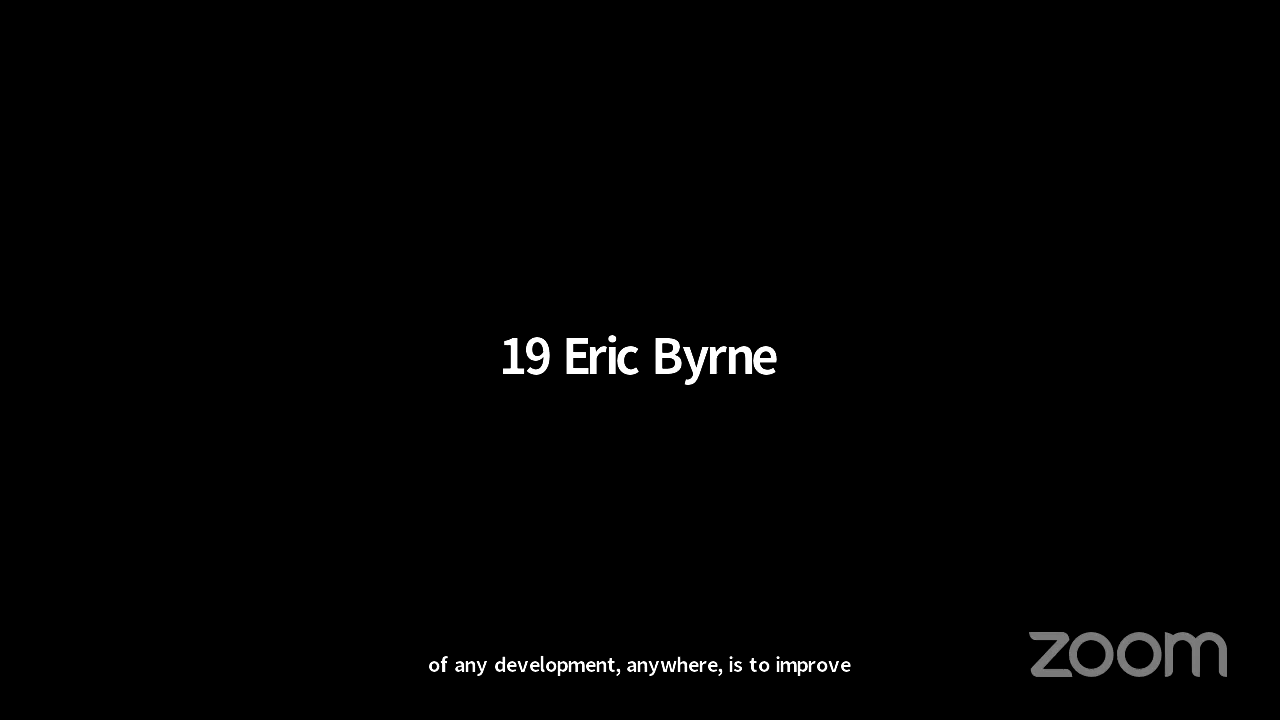 19 Eric Byrne
of any development, anywhere, is to improve
zoom